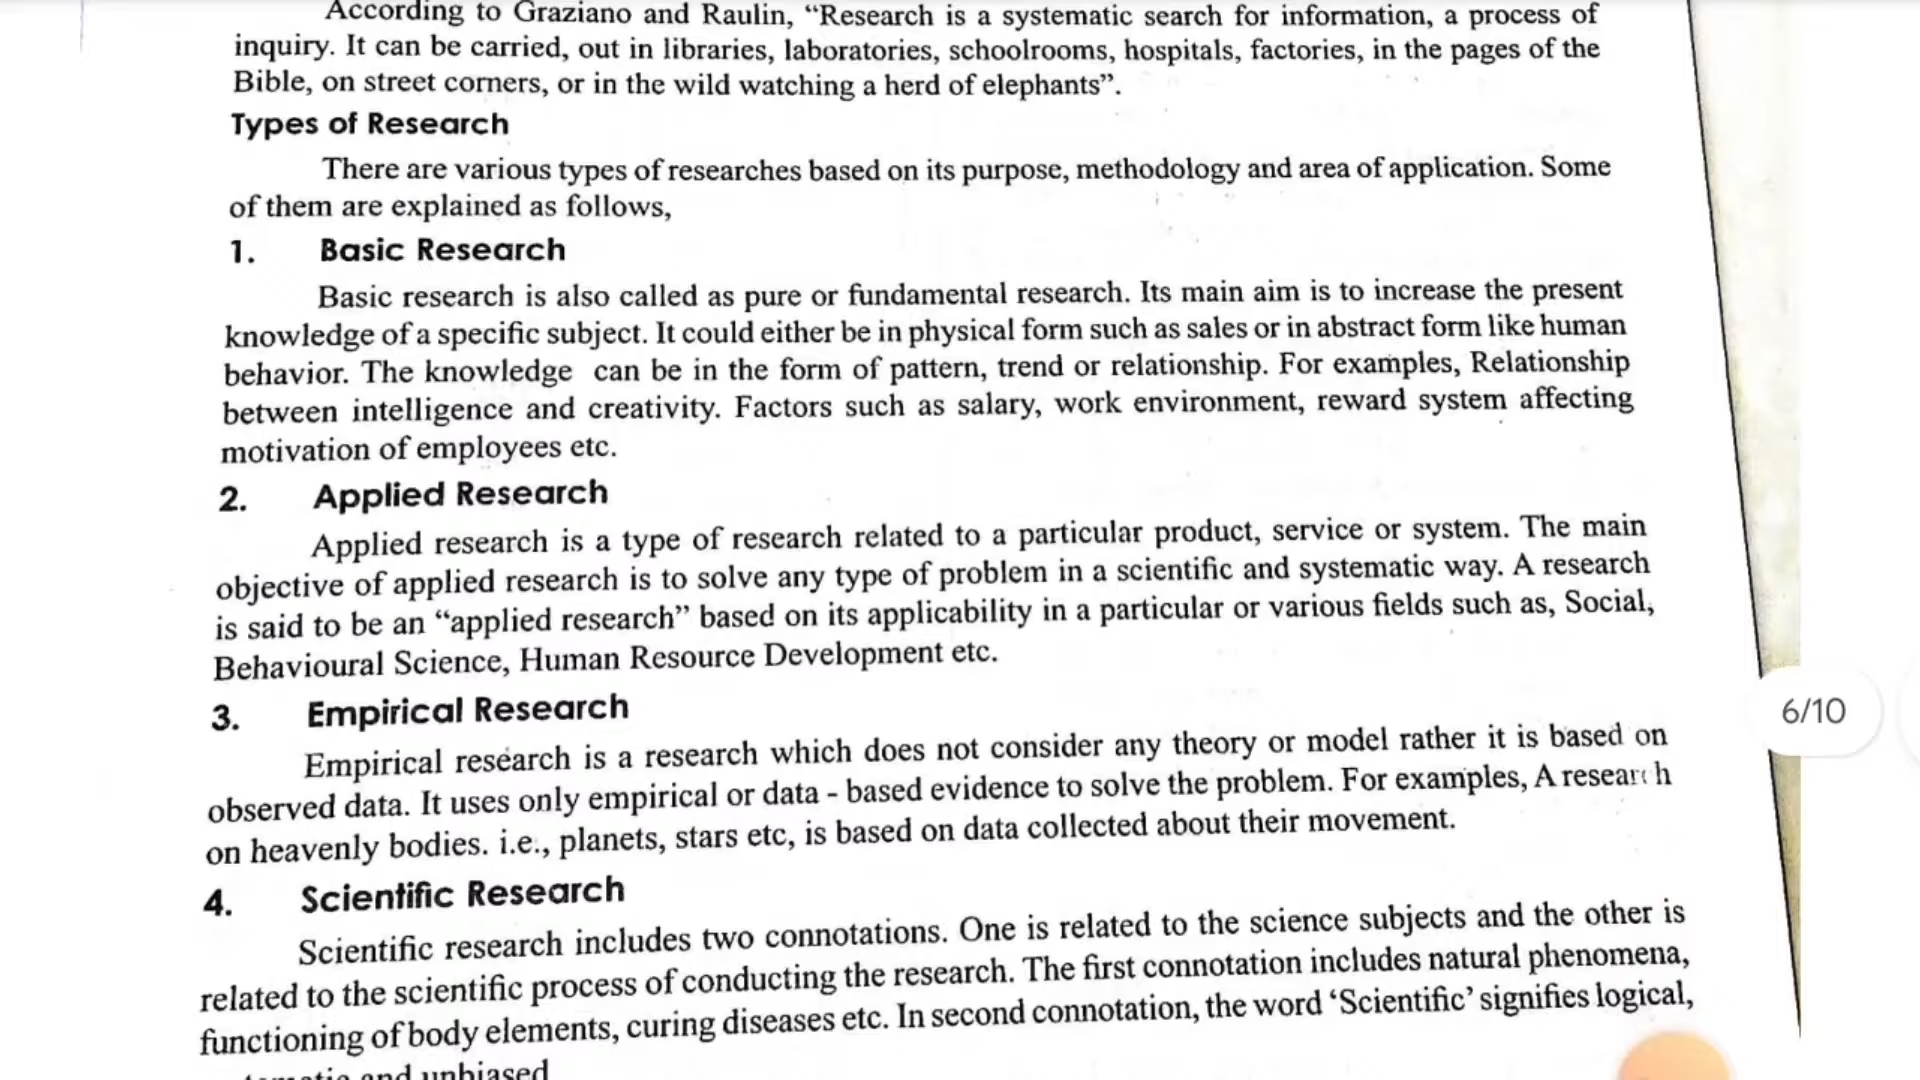 According to Graziano and Raulin, “Research is a systematic search for information, a process of
inquiry. It can be carried, out in libraries, laboratories, schoolrooms, hospitals, factories, in the pages of the
Bible, on street corners, or in the wild watching a herd of elephants”.
Types of Research
There are various types of researches based on its purpose, methodology and area of application. Some
of them are explained as follows,
1. Basic Research
Basic research is also called as pure or fundamental research. Its main aim is to increase the present
knowledge of a specific subject. It could either be in physical form such as sales or in abstract form like human
behavior. The knowledge can be in the form of pattern, trend or relationship. For examples, Relationship
between intelligence and creativity. Factors such as salary, work environment, reward system affecting
motivation of employees etc.
2. Applied Research
Applied research is a type of research related to a particular product, service or system. The main
objective of applied research is to solve any type of problem in a scientific and systematic way. A research
is said to be an “applied research” based on its applicability in a particular or various fields such as, Social,
Behavioural Science, Human Resource Development etc.
3. Empirical Research
Empirical research is a research which does not consider any theory or model rather it is based on
observed data. It uses only empirical or data - based evidence to solve the problem. For examples, A research
on heavenly bodies. i.e., planets, stars etc, is based on data collected about their movement.
6/10
4. Scientific Research
Scientific research includes two connotations. One is related to the science subjects and the other is
related to the scientific process of conducting the research. The first connotation includes natural phenomena,
functioning of body elements, curing diseases etc. In second connotation, the word ‘Scientific’ signifies logical,
and unbiased